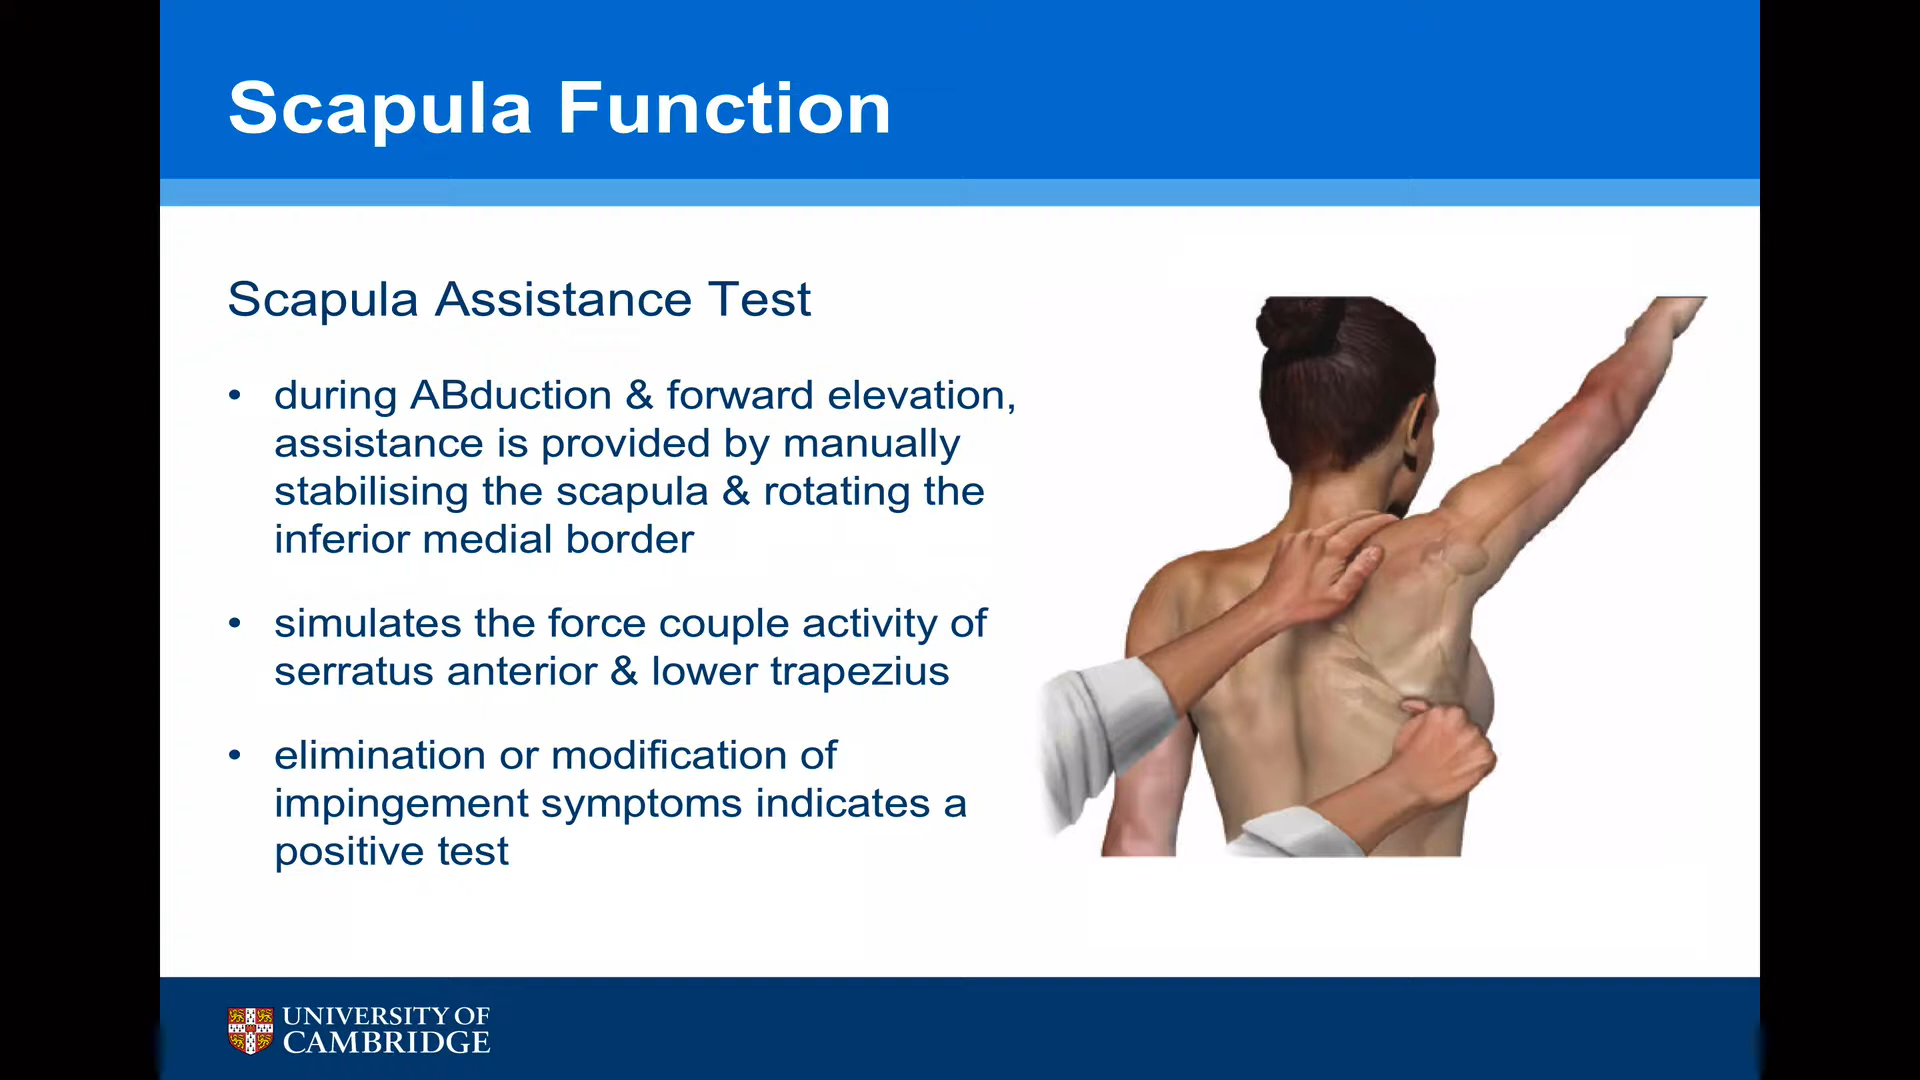 Scapula Function
Scapula Assistance Test
• during ABduction & forward elevation,
assistance is provided by manually
stabilising the scapula & rotating the
inferior medial border
• simulates the force couple activity of
serratus anterior & lower trapezius
• elimination or modification of
impingement symptoms indicates a
positive test
UNIVERSITY OF
CAMBRIDGE